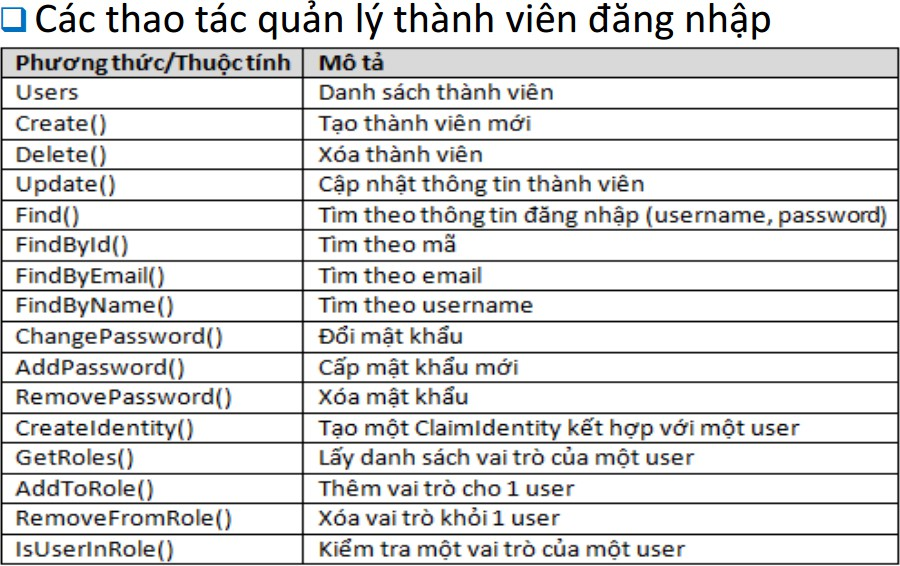 Các thao tác quản lý thành viên đăng nhập
Phương thức/Thuộc tính Mô tả
Users Danh sách thành viên
Create() Tạo thành viên mới
Delete() Xóa thành viên
Update() Cập nhật thông tin thành viên
Find() Tìm theo thông tin đăng nhập (username, password)
FindById() Tìm theo mã
FindByEmail() Tìm theo email
FindByName() Tìm theo username
ChangePassword() Đổi mật khẩu
AddPassword() Cấp mật khẩu mới
RemovePassword() Xóa mật khẩu
CreateIdentity() Tạo một ClaimIdentity kết hợp với một user
GetRoles() Lấy danh sách vai trò của một user
AddToRole() Thêm vai trò cho 1 user
RemoveFromRole() Xóa vai trò khỏi 1 user
IsUserInRole() Kiểm tra một vai trò của một user